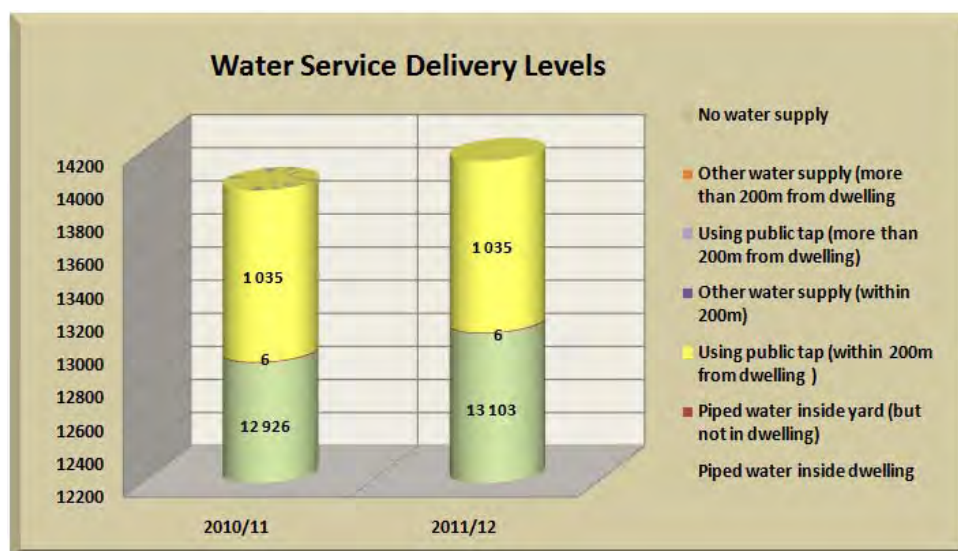 Water Service Delivery Levels
14200
14000
13800
13600
13400
13200
13000
12800
12600
12400
12200
1 035
6
12 926
1 035
6
13 103
2010/11
2011/12
No water supply
Other water supply (more
than 200m from dwelling
Using public tap (more than
200m from dwelling)
Other water supply (within
200m)
Using public tap (within 200m
from dwelling )
Piped water inside yard (but
not in dwelling)
Piped water inside dwelling